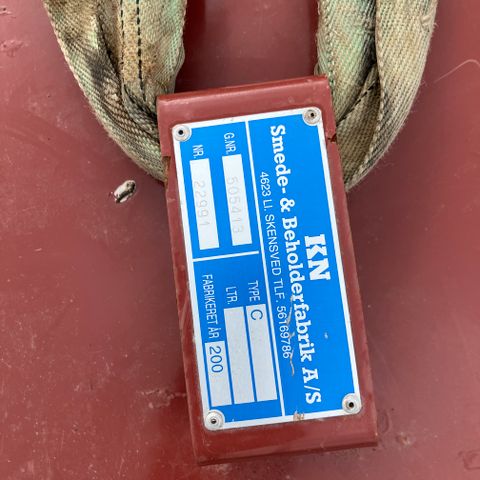 KN
Smede- & Beholderfabrik A/S
4623 Ll. SKENSVED TLF. 56169786
G.NR. 505413
NR. 22991
TYPE C
LTR.
FABRIKERET ÅR 200